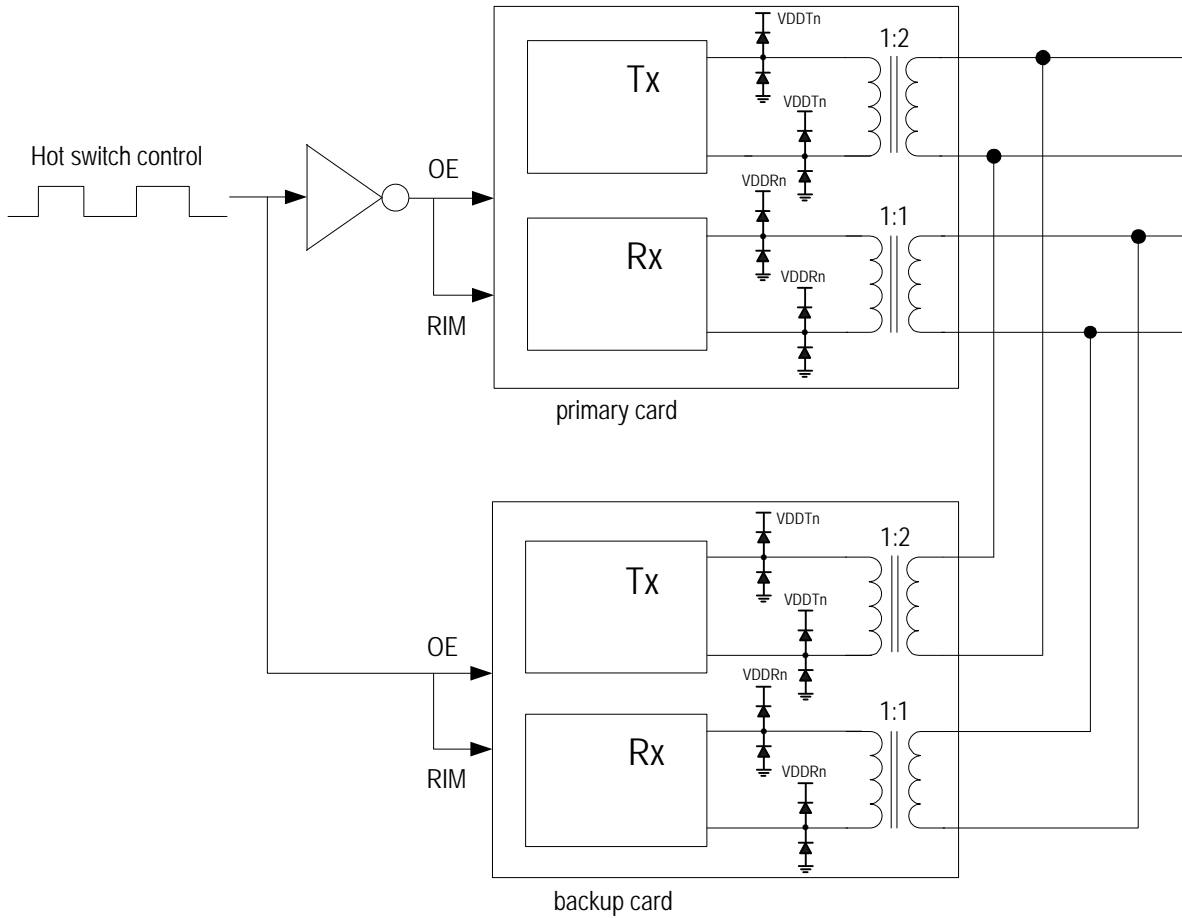 VDDTn
1:2
Tx
VDDTn
Hot switch control
OE
VDDRn
1:1
Rx
VDDRn
RIM
primary card
VDDTn
1:2
Tx
VDDTn
OE
VDDRn
1:1
Rx
VDDRn
RIM
backup card